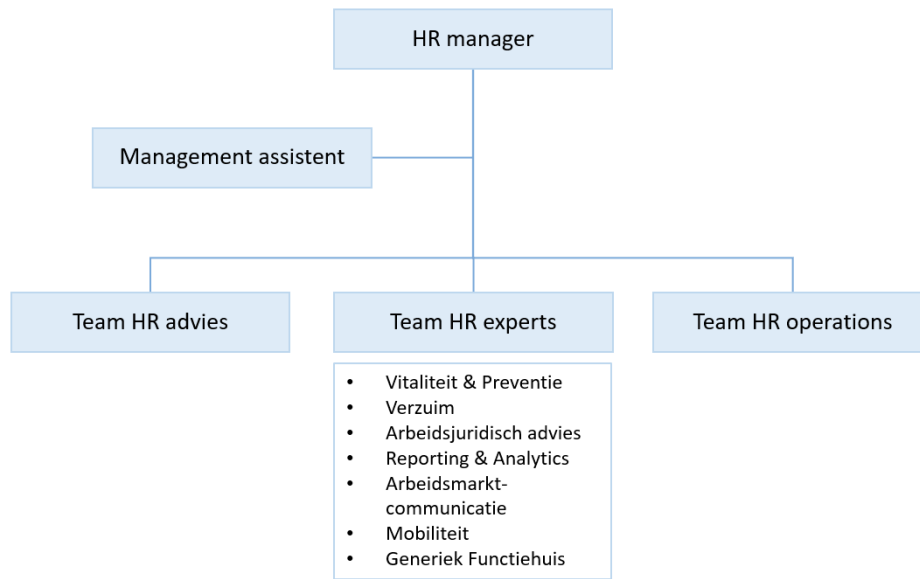 HR manager
Management assistent
Team HR advies
Team HR experts
Team HR operations
• Vitaliteit & Preventie
• Verzuim
• Arbeidsjuridisch advies
• Reporting & Analytics
• Arbeidsmarkt-
communicatie
• Mobiliteit
• Generiek Functiehuis